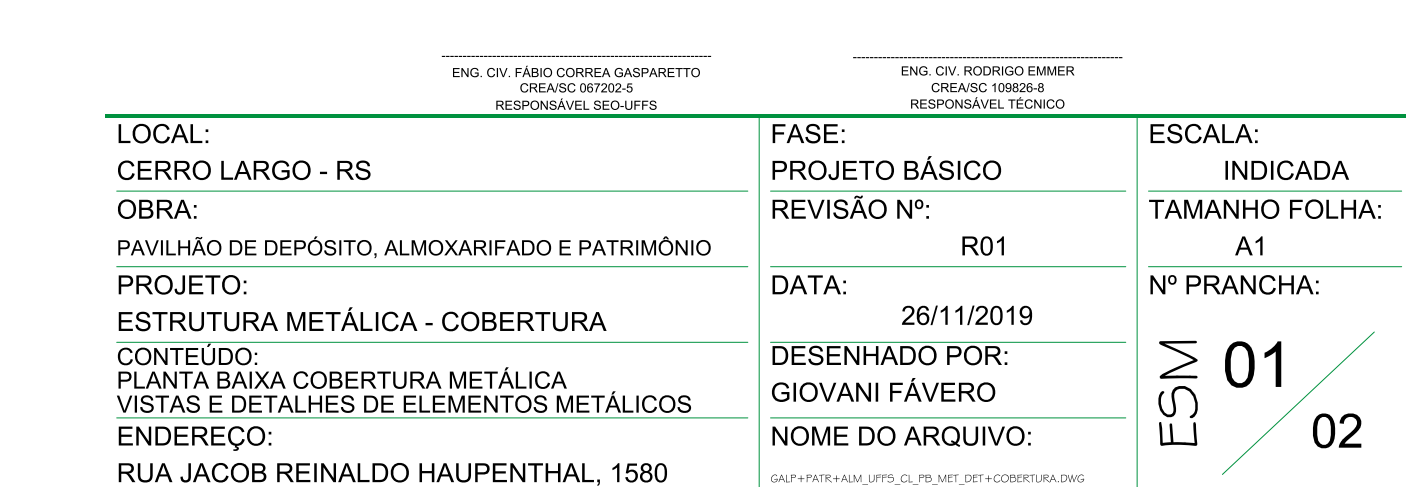 ENG. CIV. FÁBIO CORREA GASPARETTO
CREA/SC 067202-5
RESPONSÁVEL SEO-UFFS
ENG. CIV. RODRIGO EMMER
CREA/SC 109826-8
RESPONSÁVEL TÉCNICO
LOCAL:
CERRO LARGO - RS
OBRA:
PAVILHÃO DE DEPÓSITO, ALMOXARIFADO E PATRIMÔNIO
PROJETO:
ESTRUTURA METÁLICA - COBERTURA
CONTEÚDO:
PLANTA BAIXA COBERTURA METÁLICA
VISTAS E DETALHES DE ELEMENTOS METÁLICOS
ENDEREÇO:
RUA JACOB REINALDO HAUPENTHAL, 1580
FASE:
PROJETO BÁSICO
REVISÃO Nº:
R01
DATA:
26/11/2019
DESENHADO POR:
GIOVANI FÁVERO
NOME DO ARQUIVO:
GALP+PATR+ALM_UFFS_CL_PB_MET_DET+COBERTURA.DWG
ESCALA:
INDICADA
TAMANHO FOLHA:
A1
Nº PRANCHA:
ESM
01
02